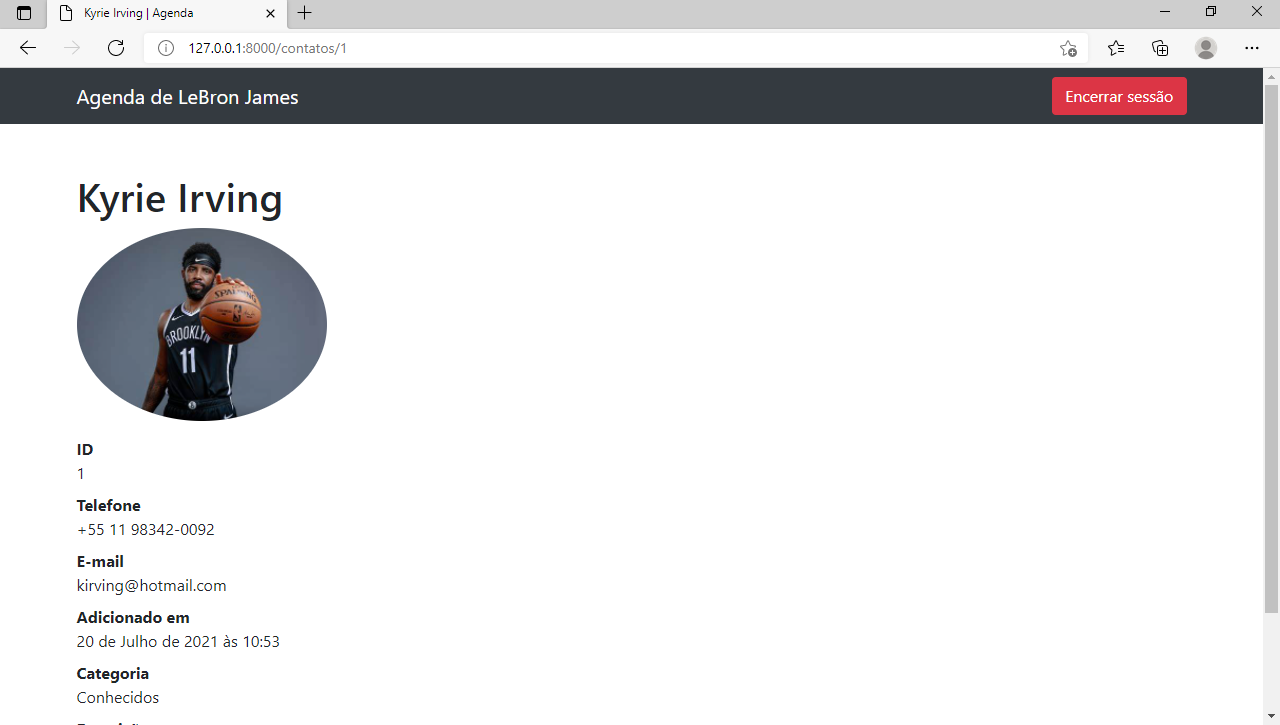 Kyrie Irving | Agenda
127.0.0.1:8000/contatos/1
Agenda de LeBron James
Encerrar sessão
Kyrie Irving
SPALDING
BROOKLYN
11
ID
1
Telefone
+55 11 98342-0092
E-mail
kirving@hotmail.com
Adicionado em
20 de Julho de 2021 às 10:53
Categoria
Conhecidos